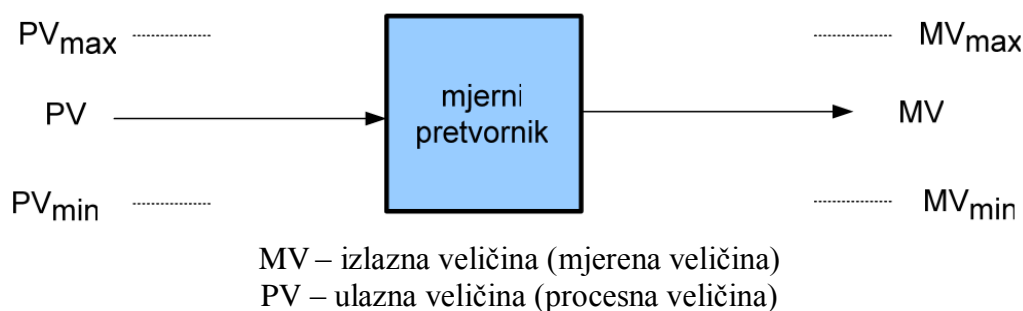 PVmax
MVmax
PV
mjerni
pretvornik
MV
PVmin
MVmin
MV – izlazna veličina (mjerena veličina)
PV – ulazna veličina (procesna veličina)